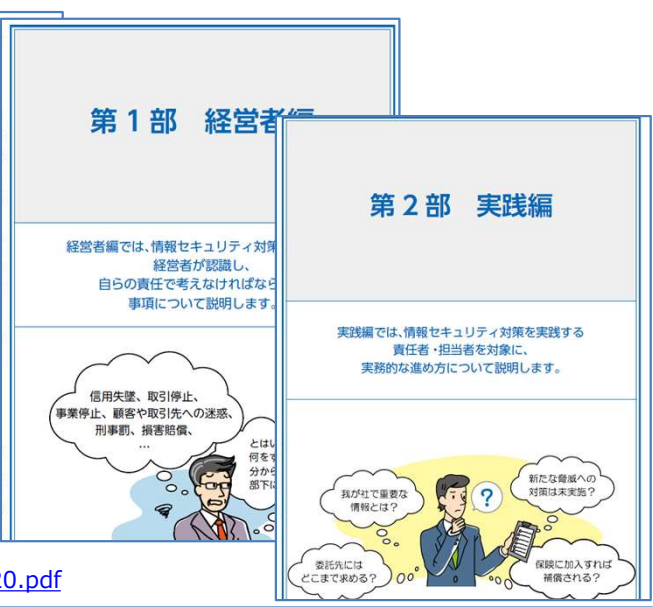 第１部　経営者編
経営者編では、情報セキュリティ対策
経営者が認識し、
自らの責任で考えなければなら
事項について説明します。
信用失墜、取引停止、
事業停止、顧客や取引先への迷惑、
刑事罰、損害賠償、
…
とはい
何をす
分から
部下に
第２部　実践編
実践編では、情報セキュリティ対策を実践する
責任者・担当者を対象に、
実務的な進め方について説明します。
我が社で重要な
情報とは？
?
新たな脅威への
対策は未実施？
委託先には
どこまで求める？
保険に加入すれば
補償される？
20.pdf